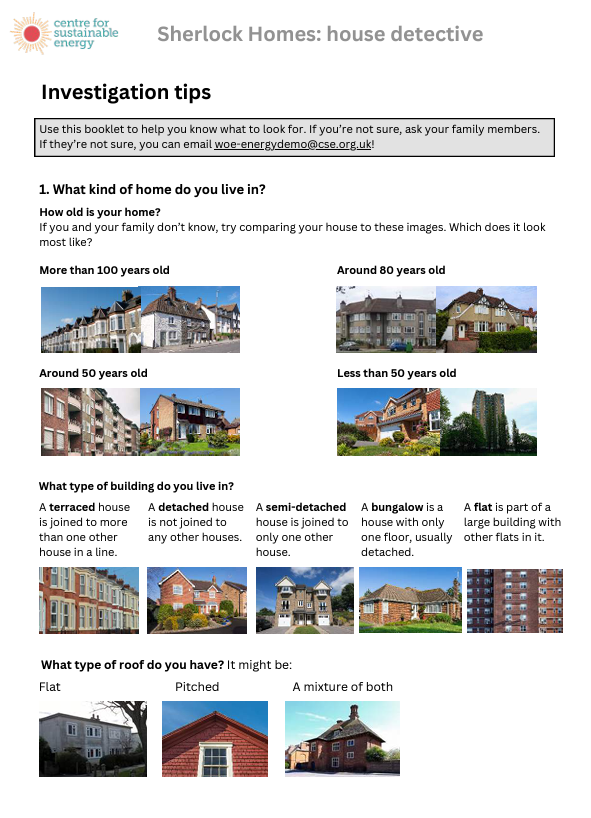 centre for
sustainable
energy
Sherlock Homes: house detective
Investigation tips
Use this booklet to help you know what to look for. If you're not sure, ask your family members.
If they're not sure, you can email woe-energydemo@cse.org.uk!
1. What kind of home do you live in?
How old is your home?
If you and your family don't know, try comparing your house to these images. Which does it look
most like?
More than 100 years old
Around 80 years old
Around 50 years old
Less than 50 years old
What type of building do you live in?
A terraced house
is joined to more
than one other
house in a line.
A detached house
is not joined to
any other houses.
A semi-detached
house is joined to
only one other
house.
A bungalow is a
house with only
one floor, usually
detached.
A flat is part of a
large building with
other flats in it.
What type of roof do you have? It might be:
Flat
Pitched
A mixture of both